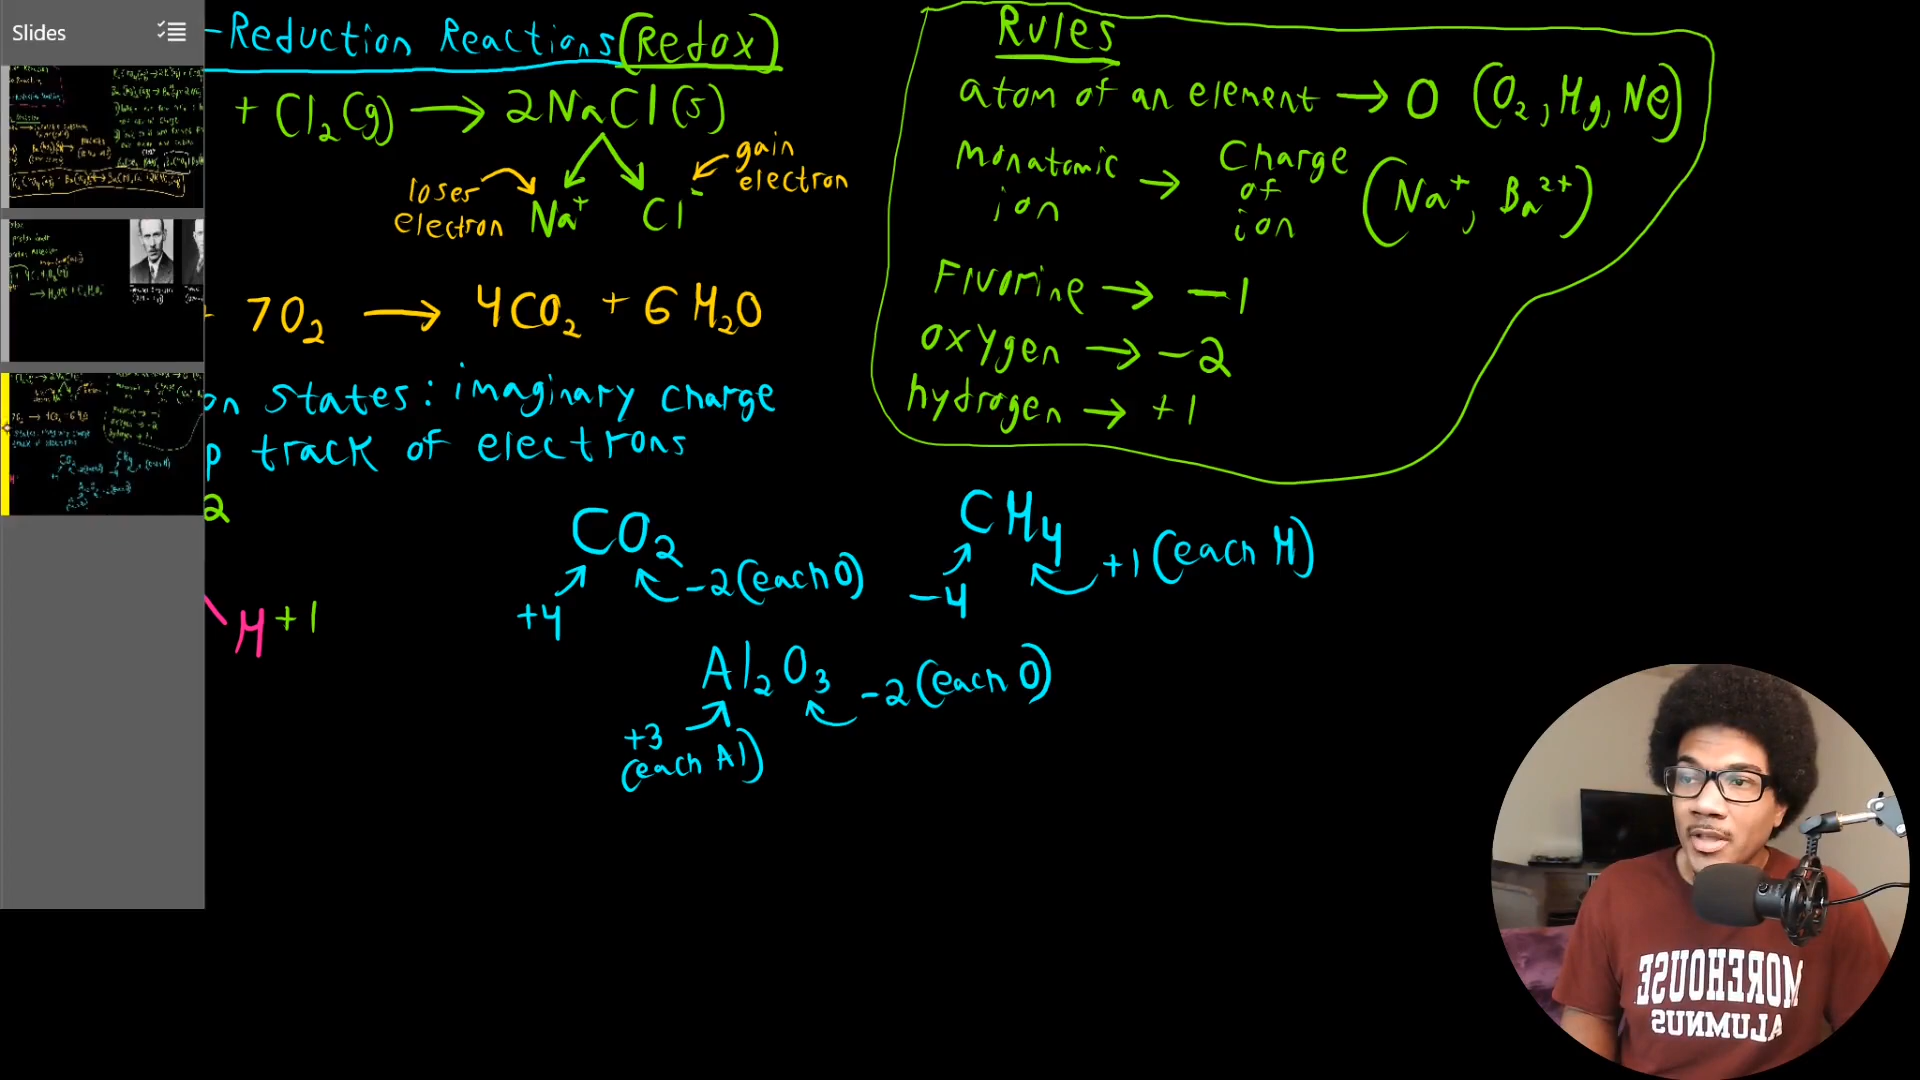 Slides
-Reduction Reactions (Redox)
+ Cl₂(g) → 2NaCl(s)
loses
electron
Na⁺
Cl⁻
gain
electron
7O₂ → 4CO₂ + 6H₂O
on States: imaginary charge
p track of electrons
2
H +1
Rules
atom of an element → 0 (O₂, Hg, Ne)
Monatomic
ion
→
Charge
of
ion
(Na⁺, Ba²⁺)
Fluorine → -1
oxygen → -2
hydrogen → +1
CO₂
+4
-2 (each O)
CH₄
-4
+1 (each H)
Al₂O₃
-2 (each O)
+3
(each Al)
MOREHOUSE
ALUMNUS